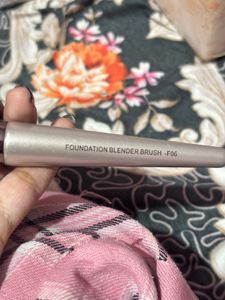 FOUNDATION BLENDER BRUSH -F06